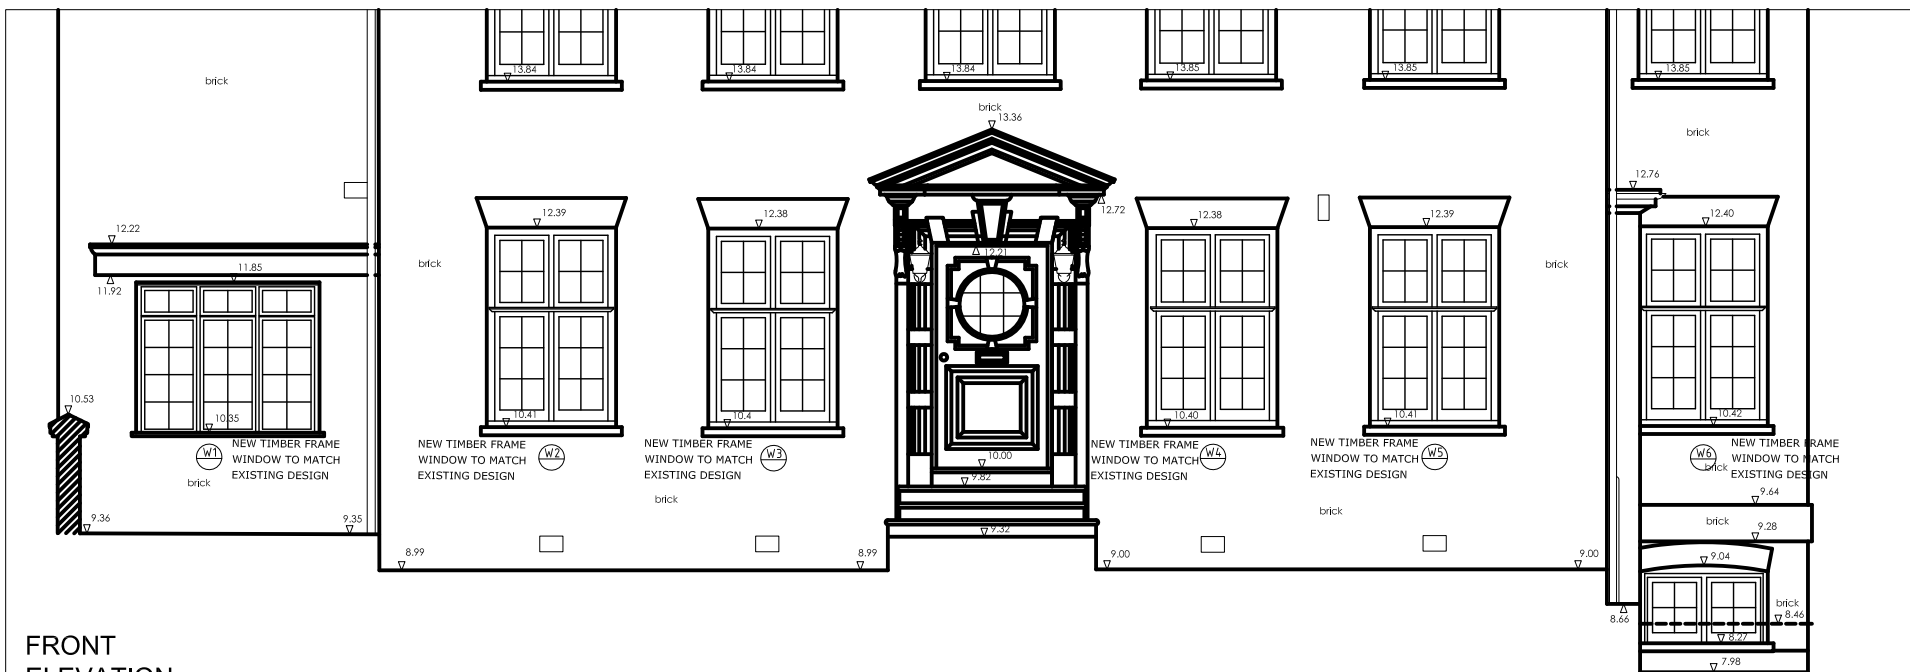 13.84
13.84
13.84
13.85
13.85
13.85
brick
brick
13.36
brick
12.76
12.72
12.22
12.39
12.38
12.38
12.39
12.40
12.21
brick
brick
11.85
11.92
10.53
10.35
10.41
10.4
10.40
10.41
10.42
W1
NEW TIMBER FRAME
WINDOW TO MATCH
EXISTING DESIGN
NEW TIMBER FRAME
WINDOW TO MATCH
EXISTING DESIGN
W2
NEW TIMBER FRAME
WINDOW TO MATCH
EXISTING DESIGN
W3
10.00
9.82
NEW TIMBER FRAME
WINDOW TO MATCH
EXISTING DESIGN
W4
NEW TIMBER FRAME
WINDOW TO MATCH
EXISTING DESIGN
W5
W6
NEW TIMBER FRAME
WINDOW TO MATCH
EXISTING DESIGN
brick
brick
brick
brick
9.64
brick
9.28
9.36
9.35
9.32
8.99
8.99
9.00
9.00
9.04
brick
8.46
8.66
8.27
7.98
FRONT
ELEVATION